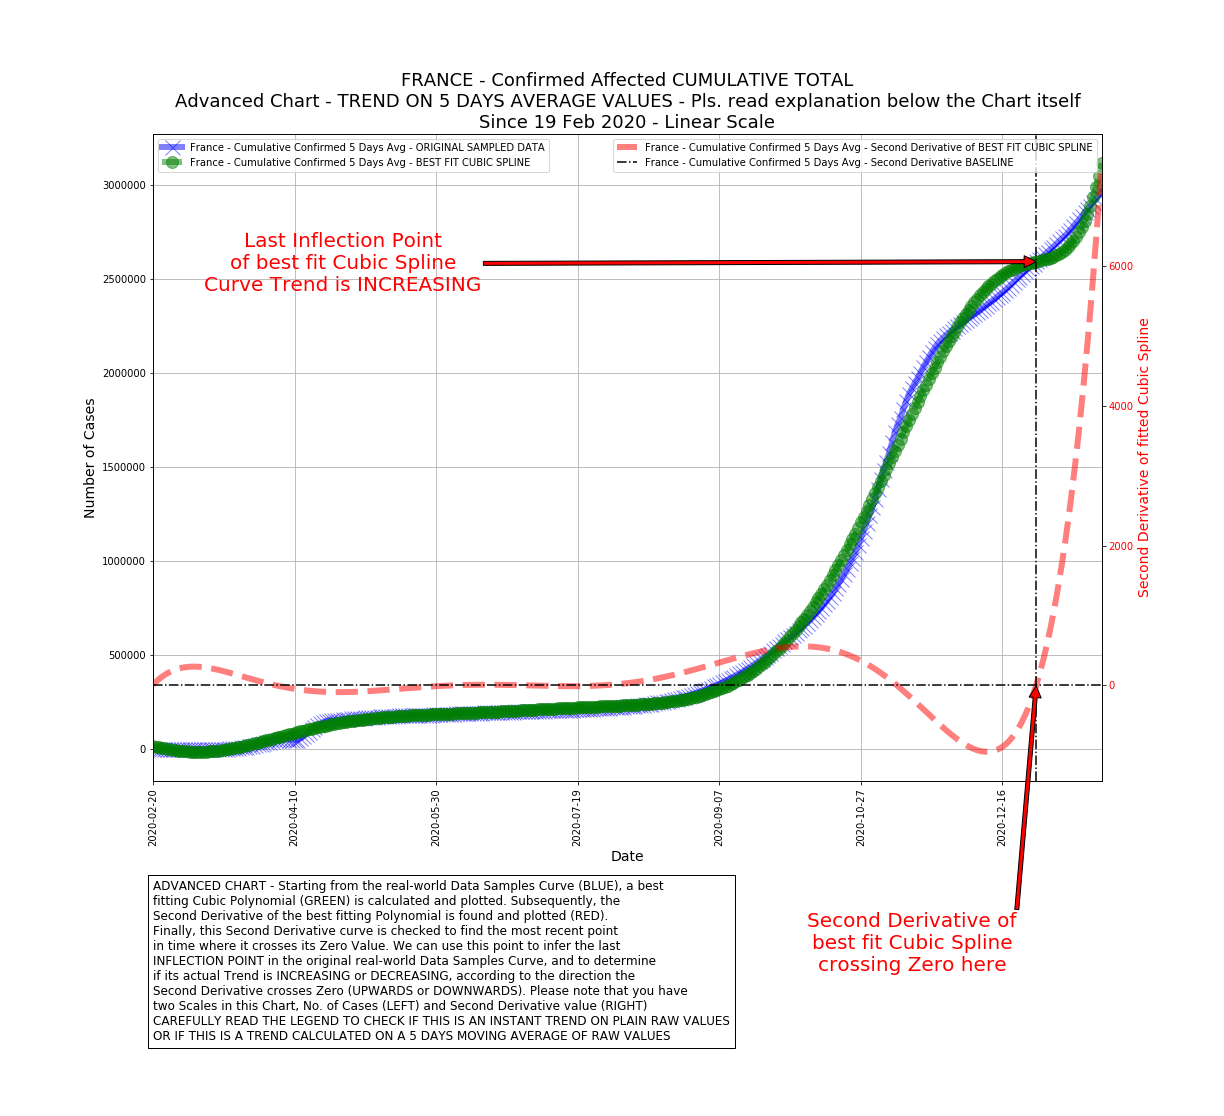 FRANCE - Confirmed Affected CUMULATIVE TOTAL
Advanced Chart - TREND ON 5 DAYS AVERAGE VALUES - Pls. read explanation below the Chart itself
Since 19 Feb 2020 - Linear Scale
France - Cumulative Confirmed 5 Days Avg - ORIGINAL SAMPLED DATA
France - Cumulative Confirmed 5 Days Avg - BEST FIT CUBIC SPLINE
France - Cumulative Confirmed 5 Days Avg - Second Derivative of BEST FIT CUBIC SPLINE
France - Cumulative Confirmed 5 Days Avg - Second Derivative BASELINE
Last Inflection Point
of best fit Cubic Spline
Curve Trend is INCREASING
Number of Cases
3000000
2500000
2000000
1500000
1000000
500000
0
6000
4000
2000
0
Second Derivative of fitted Cubic Spline
2020-02-20
2020-04-10
2020-05-30
2020-07-19
2020-09-07
2020-10-27
2020-12-16
Date
ADVANCED CHART - Starting from the real-world Data Samples Curve (BLUE), a best
fitting Cubic Polynomial (GREEN) is calculated and plotted. Subsequently, the
Second Derivative of the best fitting Polynomial is found and plotted (RED).
Finally, this Second Derivative curve is checked to find the most recent point
in time where it crosses its Zero Value. We can use this point to infer the last
INFLECTION POINT in the original real-world Data Samples Curve, and to determine
if its actual Trend is INCREASING or DECREASING, according to the direction the
Second Derivative crosses Zero (UPWARDS or DOWNWARDS). Please note that you have
two Scales in this Chart, No. of Cases (LEFT) and Second Derivative value (RIGHT)
CAREFULLY READ THE LEGEND TO CHECK IF THIS IS AN INSTANT TREND ON PLAIN RAW VALUES
OR IF THIS IS A TREND CALCULATED ON A 5 DAYS MOVING AVERAGE OF RAW VALUES
Second Derivative of
best fit Cubic Spline
crossing Zero here